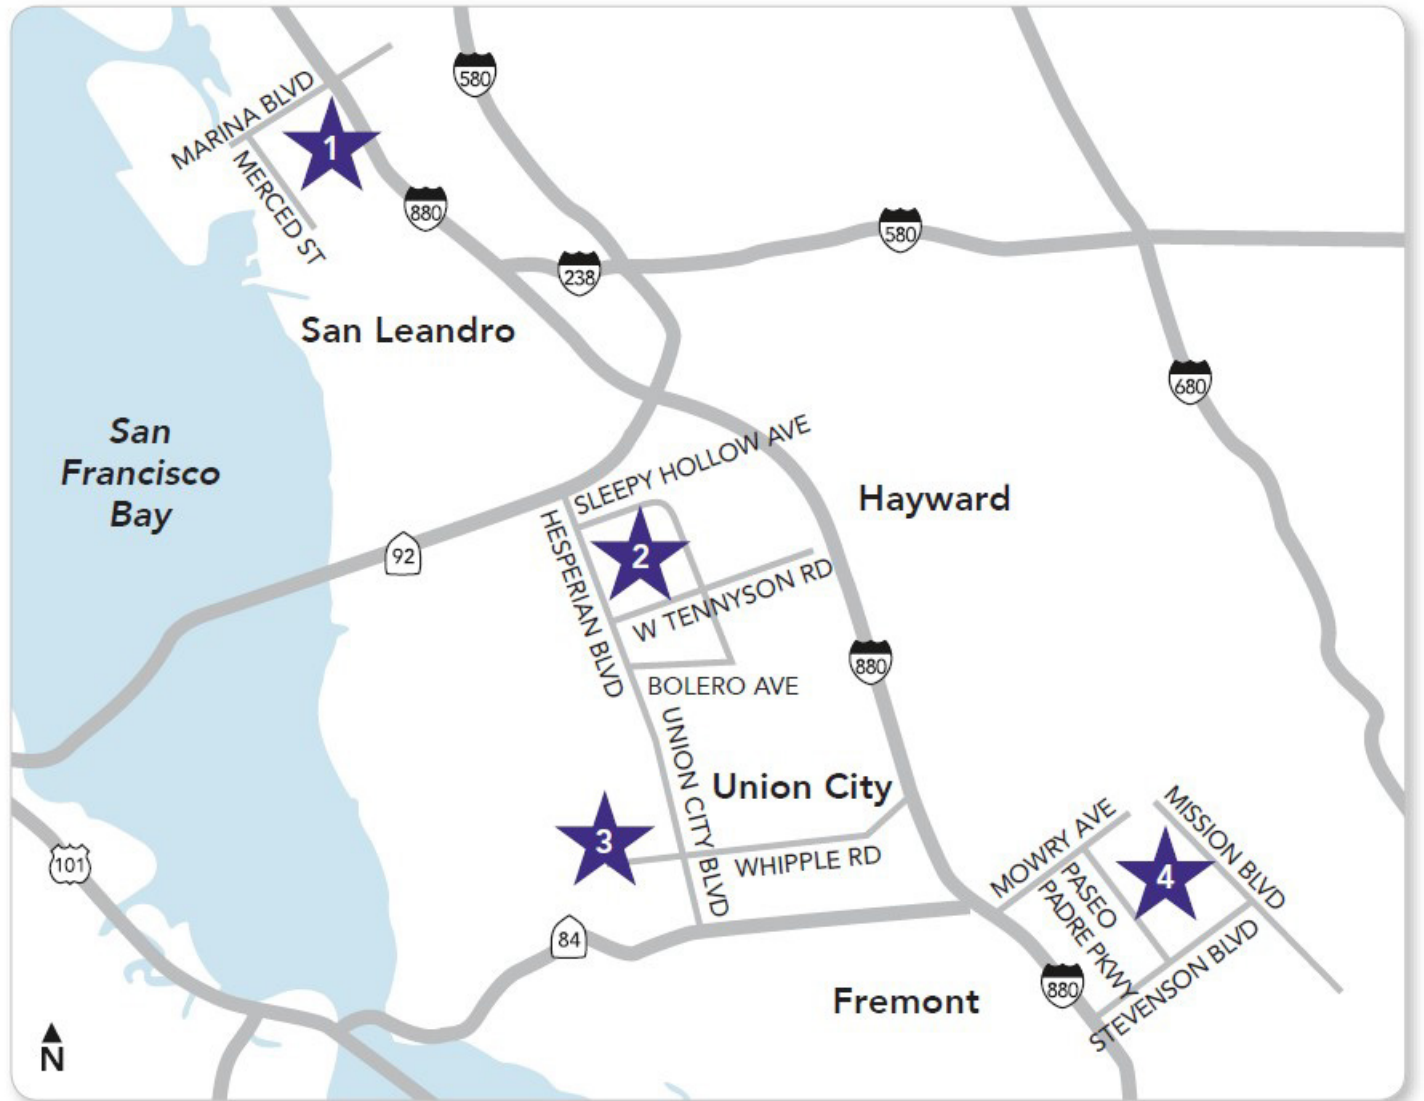 580
MARINA BLVD
1
MERCED ST
880
580
238
San Leandro
680
San
Francisco
Bay
SLEEPY HOLLOW AVE
Hayward
HESPERIAN BLVD
92
2
W TENNYSON RD
880
BOLERO AVE
UNION CITY BLVD
Union City
3
WHIPPLE RD
MOWRY AVE
MISSION BLVD
101
4
PASEO
PADRE PKWY
84
STEVENSON BLVD
880
Fremont
N